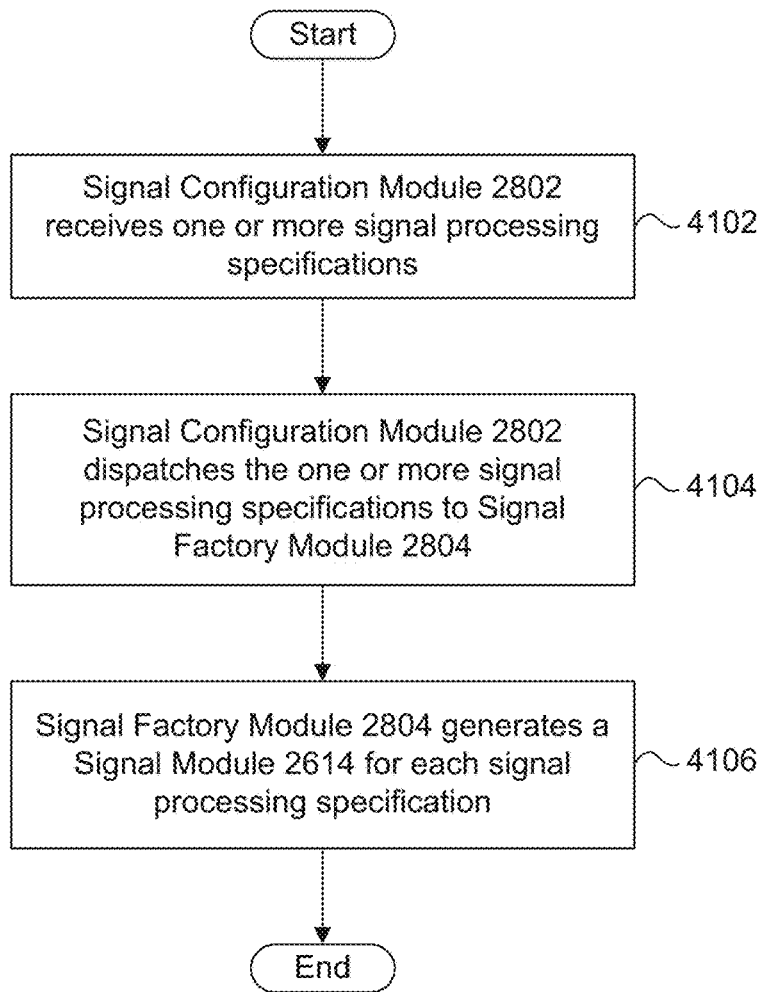 Start
Signal Configuration Module 2802
receives one or more signal processing
specifications
4102
Signal Configuration Module 2802
dispatches the one or more signal
processing specifications to Signal
Factory Module 2804
4104
Signal Factory Module 2804 generates a
Signal Module 2614 for each signal
processing specification
4106
End